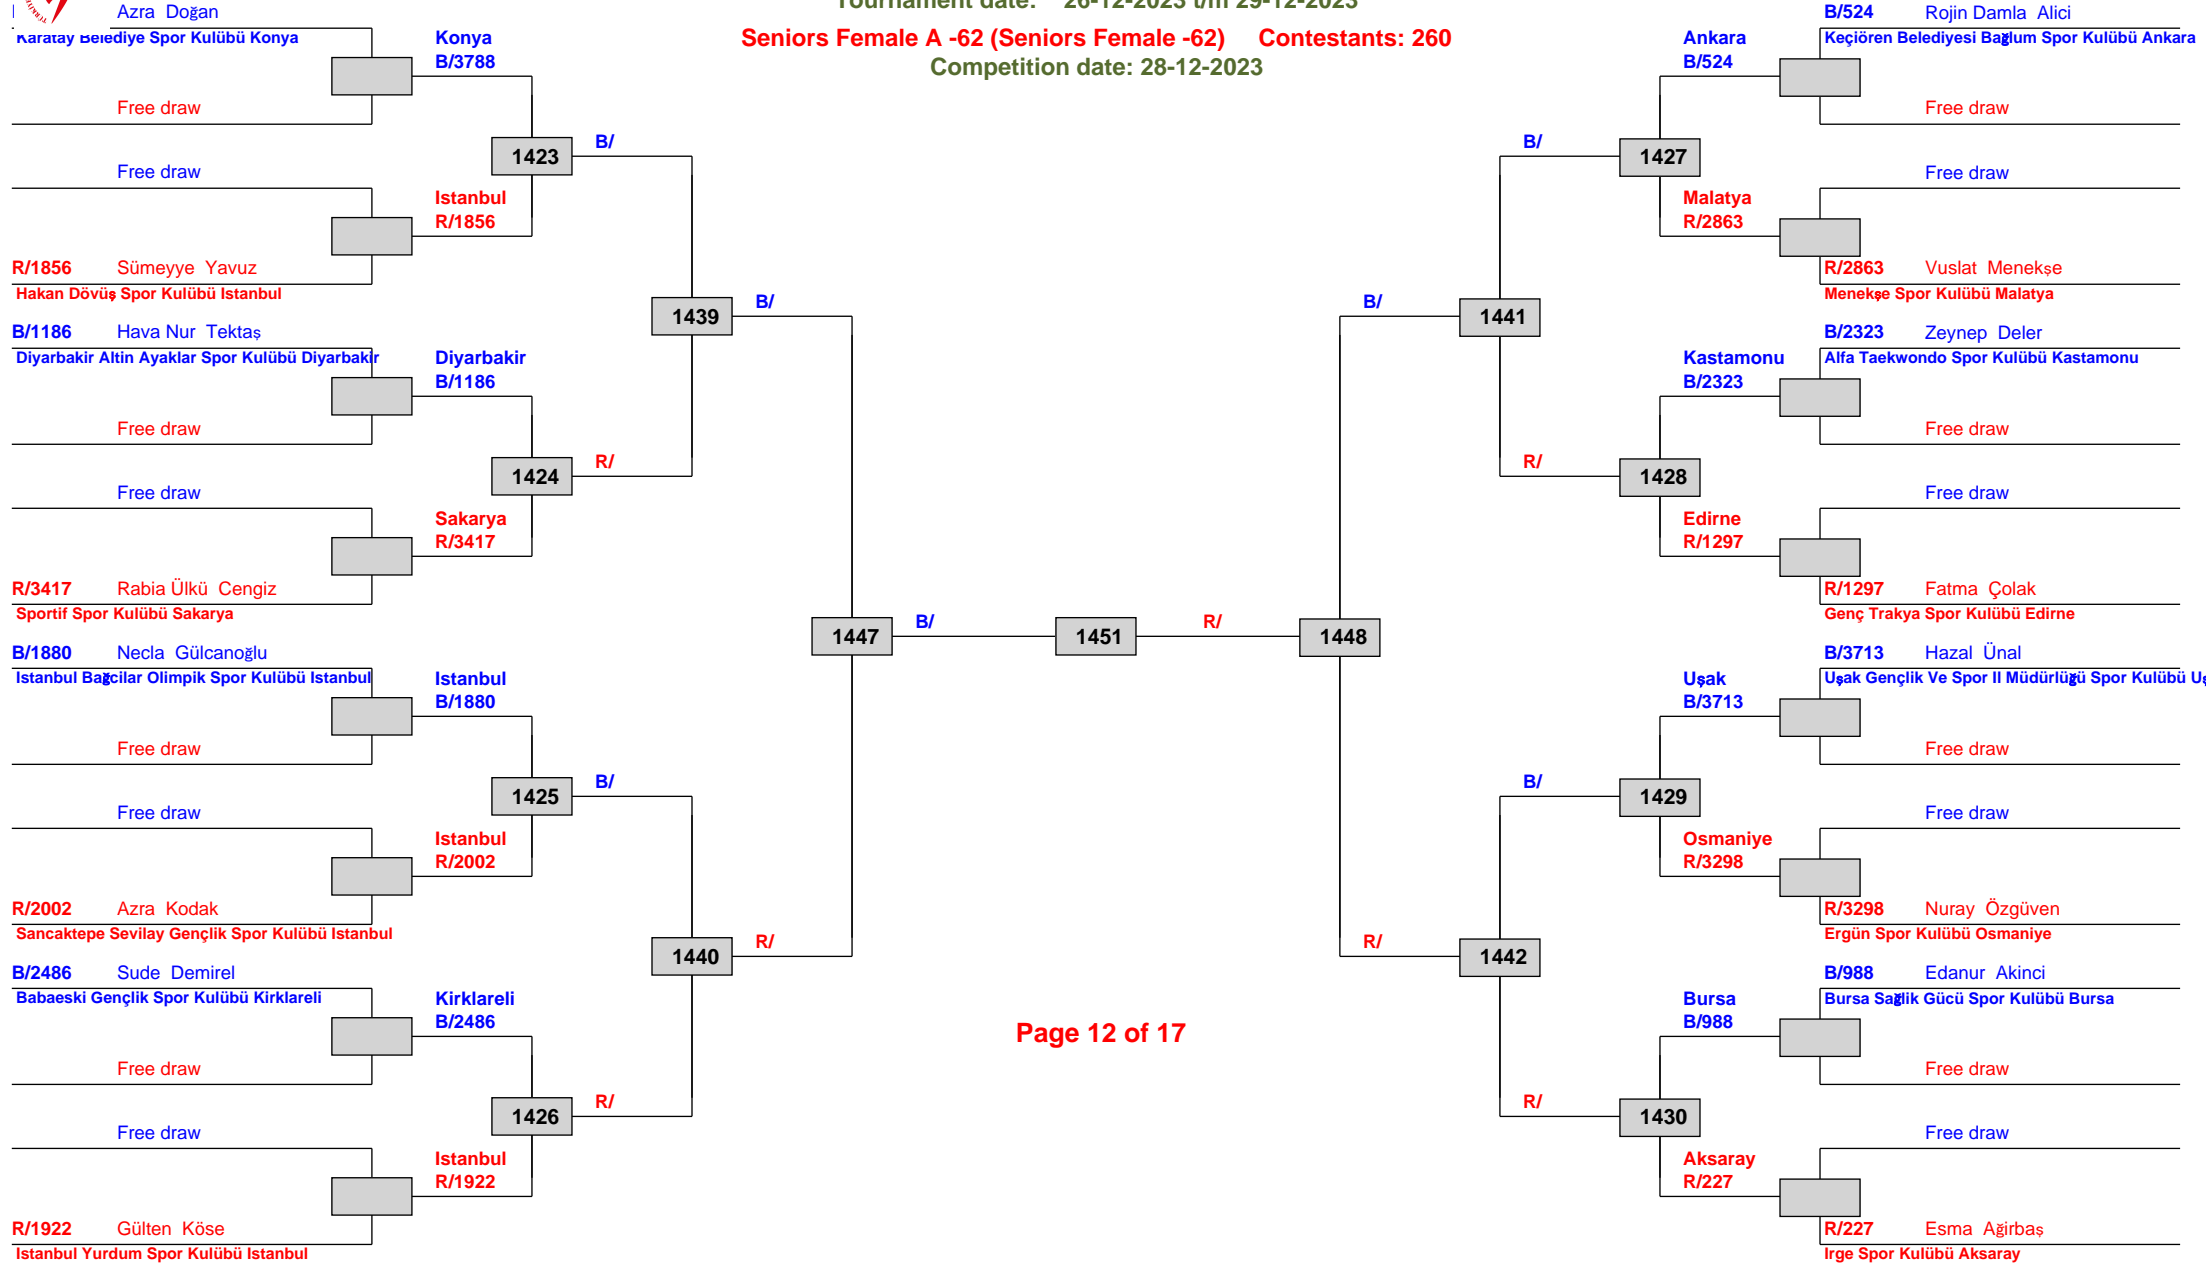 Tournament date: 26-12-2023 t/m 29-12-2023
Seniors Female A -62 (Seniors Female -62) Contestants: 260
Competition date: 28-12-2023
Azra Doğan
Karatay Belediye Spor Kulübü Konya
Konya
B/3788
Free draw
1423
B/
Free draw
Istanbul
R/1856
R/1856 Sümeyye Yavuz
Hakan Dövüş Spor Kulübü Istanbul
1439
B/
B/1186 Hava Nur Tektaş
Diyarbakir Altin Ayaklar Spor Kulübü Diyarbakir
Diyarbakir
B/1186
Free draw
1424
R/
Free draw
Sakarya
R/3417
R/3417 Rabia Ülkü Cengiz
Sportif Spor Kulübü Sakarya
1447
B/
1451
R/
1448
B/1880 Necla Gülcanoğlu
Istanbul Bağcilar Olimpik Spor Kulübü Istanbul
Istanbul
B/1880
Free draw
1425
B/
Free draw
Istanbul
R/2002
R/2002 Azra Kodak
Sancaktepe Sevilay Gençlik Spor Kulübü Istanbul
1440
R/
B/2486 Sude Demirel
Babaeski Gençlik Spor Kulübü Kirklareli
Kirklareli
B/2486
Free draw
1426
R/
Free draw
Istanbul
R/1922
R/1922 Gülten Köse
Istanbul Yurdum Spor Kulübü Istanbul
Page 12 of 17
B/524 Rojin Damla Alici
Keçiören Belediyesi Bağlum Spor Kulübü Ankara
Ankara
B/524
Free draw
B/
1427
Free draw
Malatya
R/2863
R/2863 Vuslat Menekşe
Menekşe Spor Kulübü Malatya
B/
1441
B/2323 Zeynep Deler
Alfa Taekwondo Spor Kulübü Kastamonu
Kastamonu
B/2323
Free draw
R/
1428
Free draw
Edirne
R/1297
R/1297 Fatma Çolak
Genç Trakya Spor Kulübü Edirne
B/3713 Hazal Ünal
Uşak Gençlik Ve Spor Il Müdürlüğü Spor Kulübü Uş
Uşak
B/3713
Free draw
B/
1429
Free draw
Osmaniye
R/3298
R/3298 Nuray Özgüven
Ergün Spor Kulübü Osmaniye
R/
1442
B/988 Edanur Akinci
Bursa Sağlik Gücü Spor Kulübü Bursa
Bursa
B/988
Free draw
R/
1430
Free draw
Aksaray
R/227
R/227 Esma Ağirbaş
Irge Spor Kulübü Aksaray